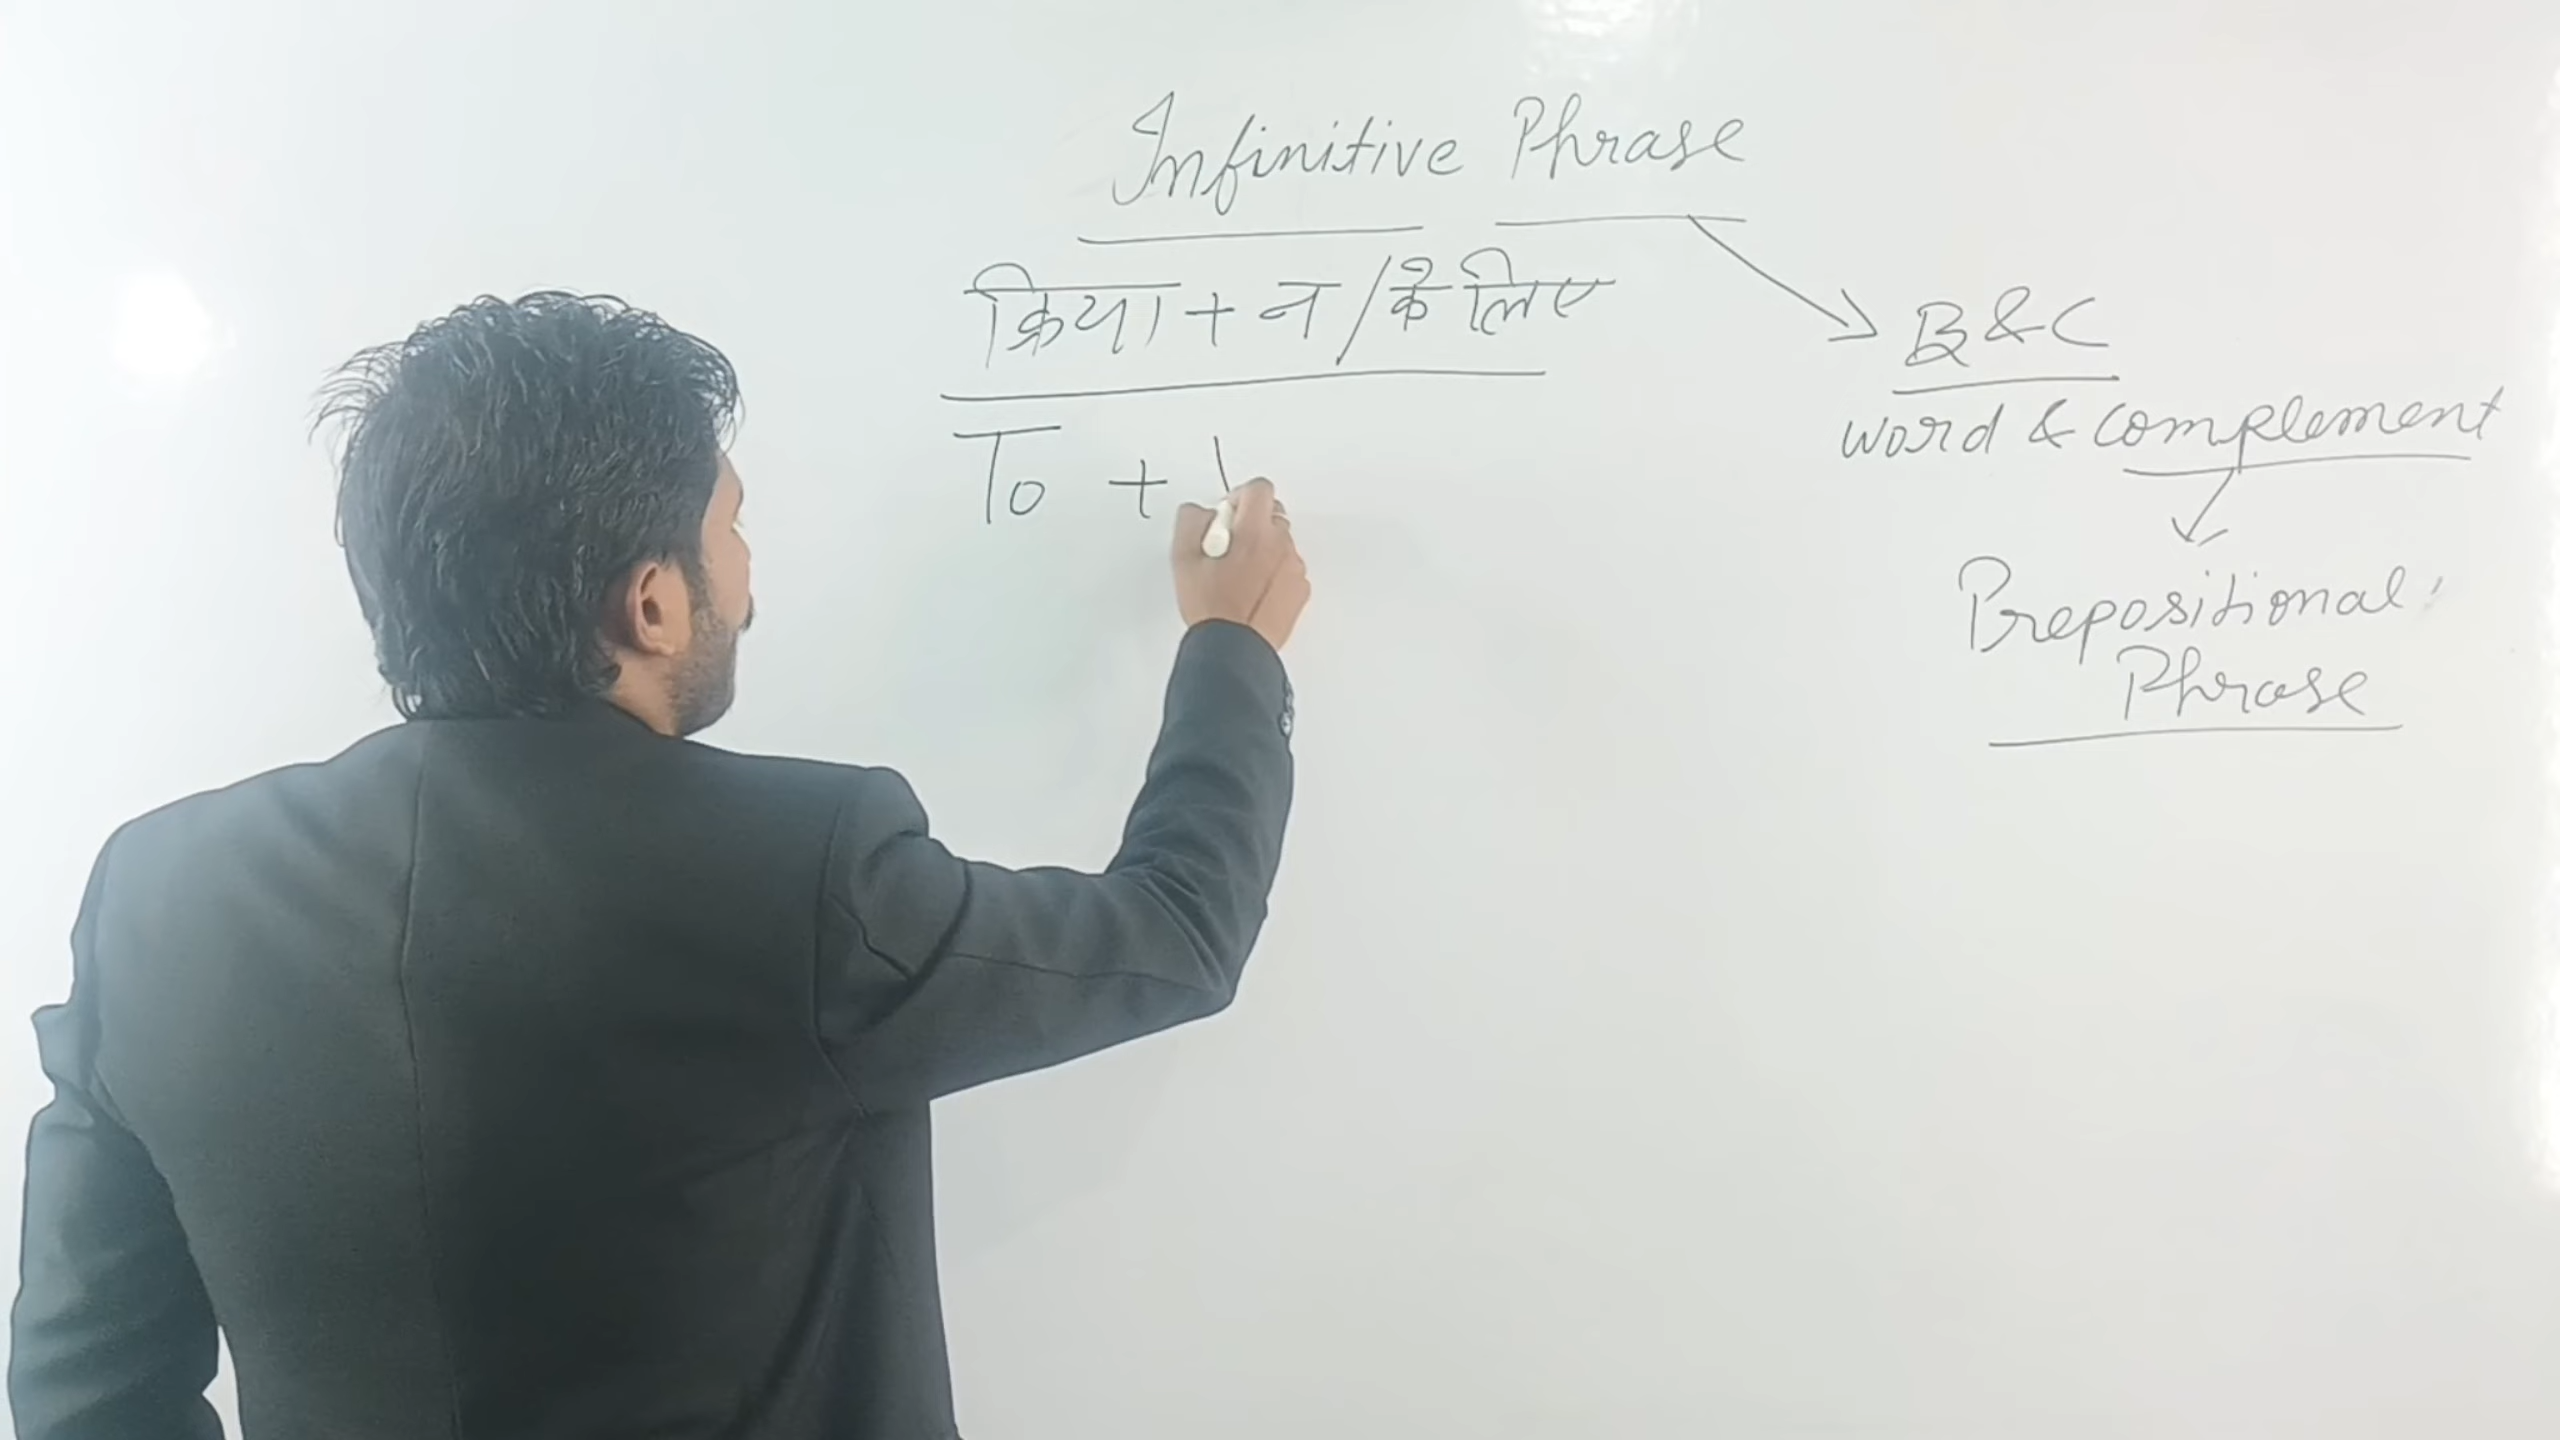 Infinitive Phrase
क्रिया + न / के लिए
To +
B & C
word & complement
Prepositional
Phrase